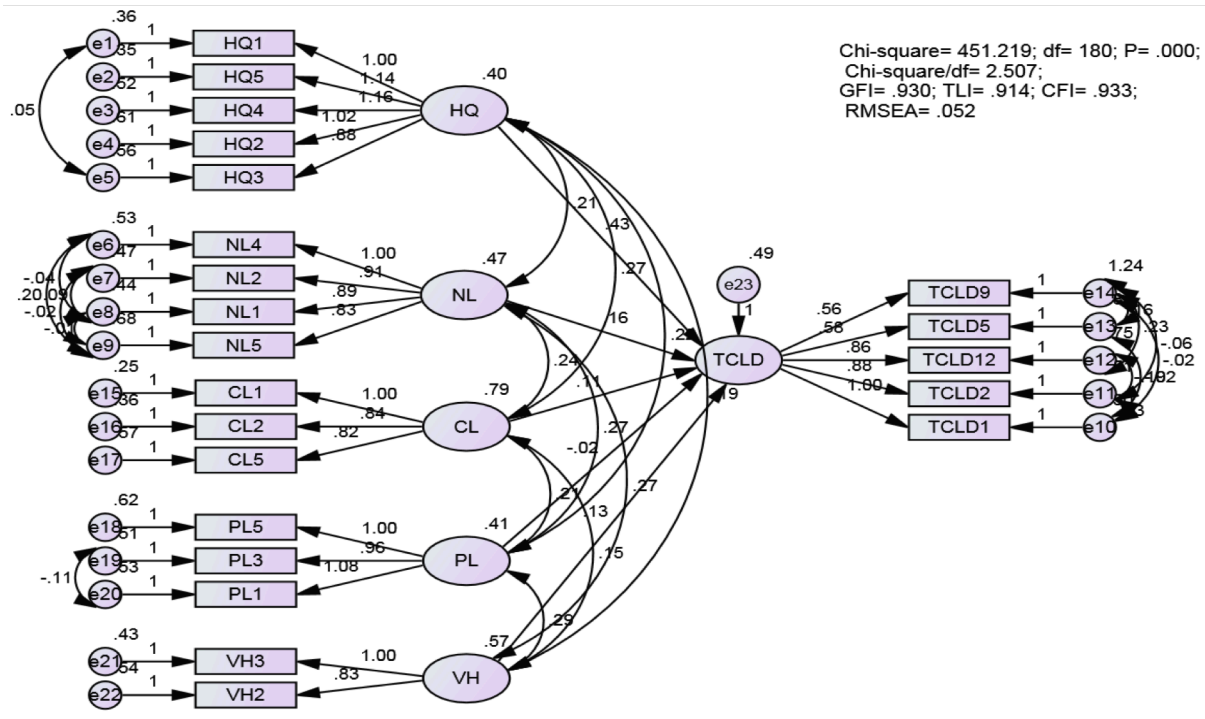 Chi-square= 451.219; df= 180; P= .000;
Chi-square/df= 2.507;
GFI= .930; TLI= .914; CFI= .933;
RMSEA= .052
.36
e1
1
HQ1
1.00
.35
e2
1
HQ5
1.14
.52
e3
1
HQ4
1.16
.61
e4
1
HQ2
1.02
.56
e5
1
HQ3
.88
.05
.40
HQ
.53
e6
1
NL4
1.00
.47
e7
1
NL2
.91
.44
e8
1
NL1
.89
.68
e9
1
NL5
.83
-.04
.20
.09
-.02
.47
NL
.25
e15
1
CL1
1.00
.36
e16
1
CL2
.84
.57
e17
1
CL5
.82
.79
CL
.62
e18
1
PL5
1.00
.51
e19
1
PL3
.96
.53
e20
1
PL1
1.08
-.11
.41
PL
.43
e21
1
VH3
1.00
.54
e22
1
VH2
.83
.57
VH
.21
.43
.27
.16
.24
.11
.27
-.02
.21
.13
.27
.15
.29
.19
.49
e23
1
TCLD
.56
TCLD9
1
e14
1.24
.58
TCLD5
1
e13
.86
TCLD12
1
e12
.75
.88
TCLD2
1
e11
1.00
TCLD1
1
e10
.23
-.06
-.02